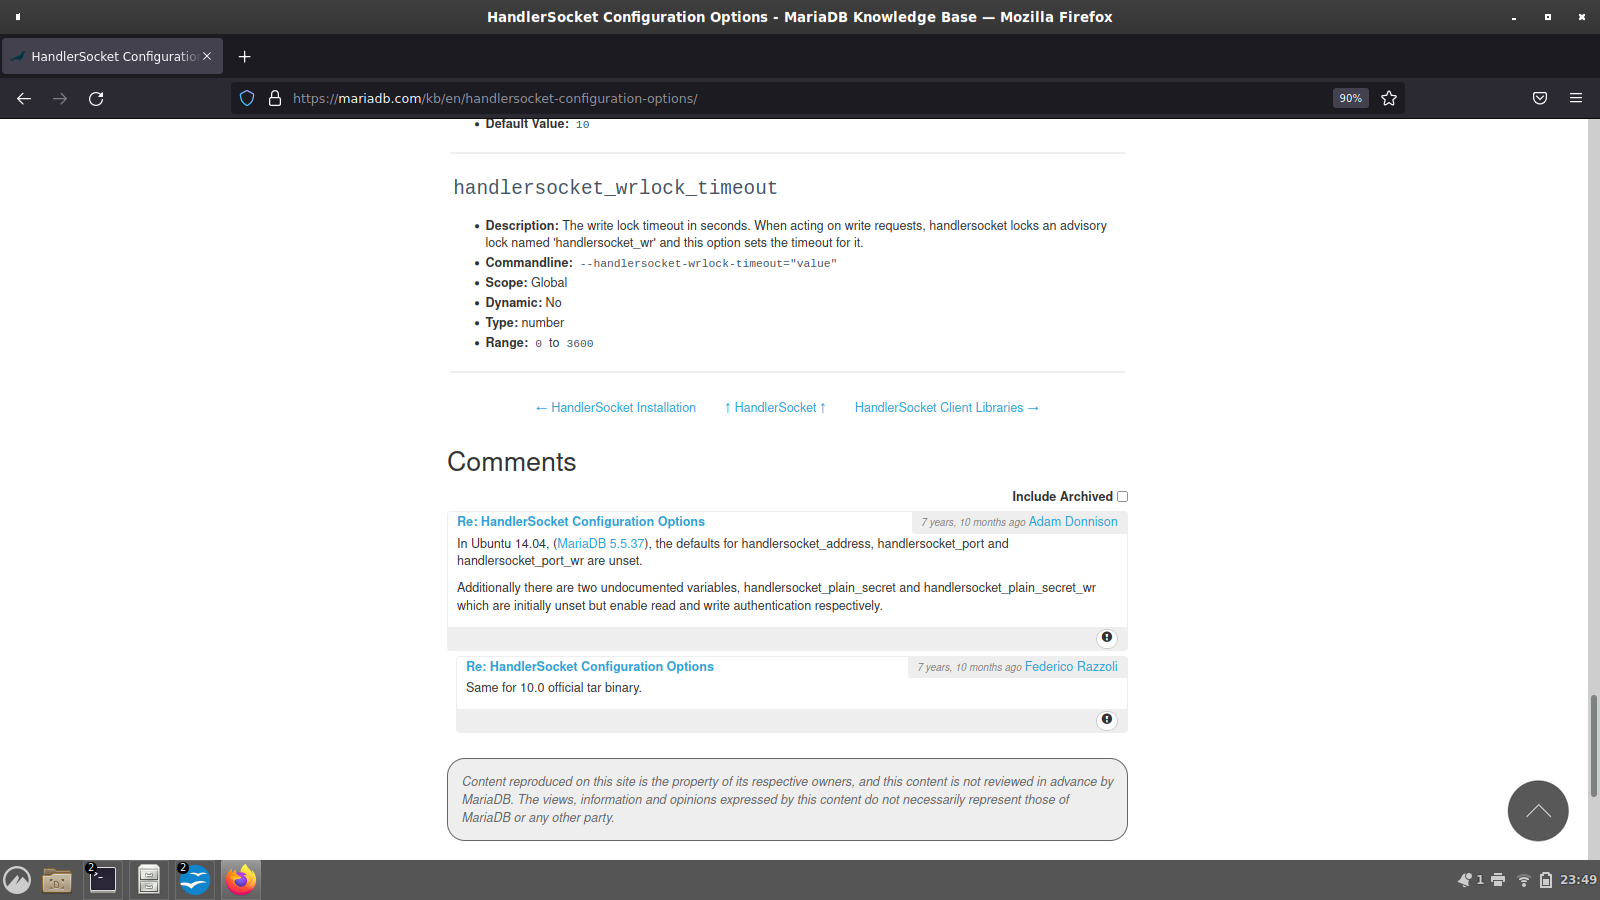 HandlerSocket Configuration Options - MariaDB Knowledge Base — Mozilla Firefox
HandlerSocket Configuration
https://mariadb.com/kb/en/handlersocket-configuration-options/
90%
Default Value: 10
handlersocket_wrlock_timeout
Description: The write lock timeout in seconds. When acting on write requests, handlersocket locks an advisory
lock named 'handlersocket_wr' and this option sets the timeout for it.
Commandline: --handlersocket-wrlock-timeout="value"
Scope: Global
Dynamic: No
Type: number
Range: 0 to 3600
← HandlerSocket Installation ↑ HandlerSocket ↑ HandlerSocket Client Libraries →
Comments
Include Archived
Re: HandlerSocket Configuration Options 7 years, 10 months ago Adam Donnison
In Ubuntu 14.04, (MariaDB 5.5.37), the defaults for handlersocket_address, handlersocket_port and
handlersocket_port_wr are unset.
Additionally there are two undocumented variables, handlersocket_plain_secret and handlersocket_plain_secret_wr
which are initially unset but enable read and write authentication respectively.
Re: HandlerSocket Configuration Options 7 years, 10 months ago Federico Razzoli
Same for 10.0 official tar binary.
Content reproduced on this site is the property of its respective owners, and this content is not reviewed in advance by
MariaDB. The views, information and opinions expressed by this content do not necessarily represent those of
MariaDB or any other party.
2 2 1 23:49